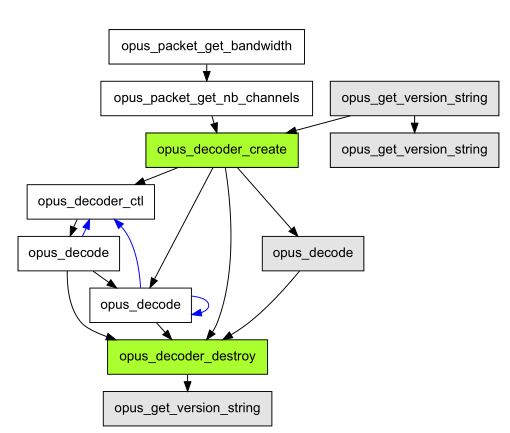 opus_packet_get_bandwidth
opus_packet_get_nb_channels
opus_get_version_string
opus_decoder_create
opus_get_version_string
opus_decoder_ctl
opus_decode
opus_decode
opus_decode
opus_decoder_destroy
opus_get_version_string